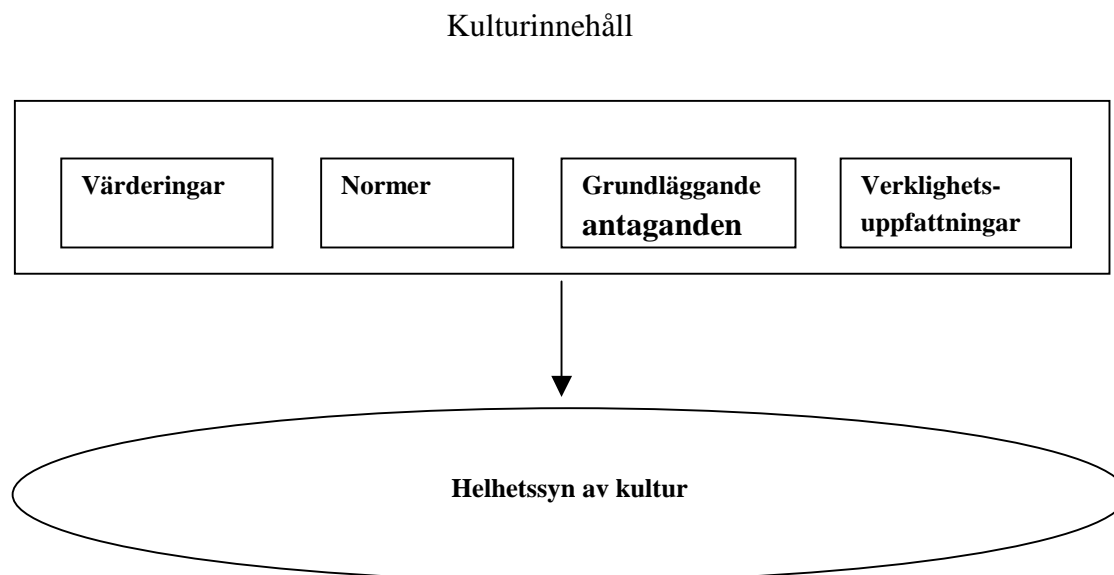 Kulturinnehåll
Värderingar
Normer
Grundläggande
antaganden
Verklighets-
uppfattningar
Helhetssyn av kultur